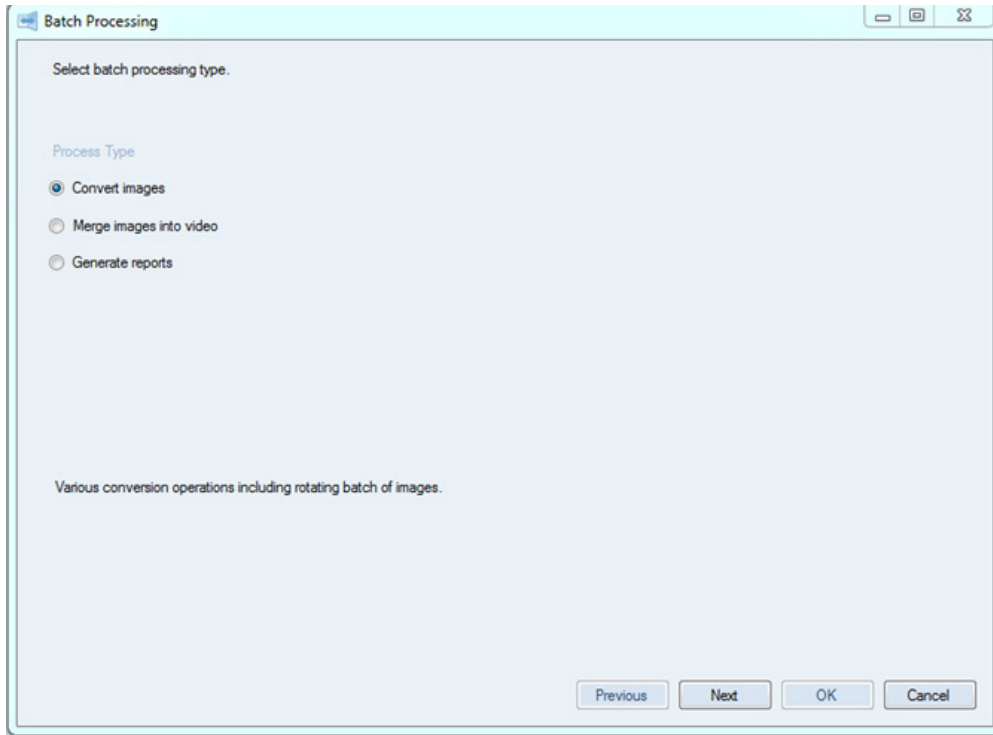 Batch Processing
Select batch processing type.
Process Type
Convert images
Merge images into video
Generate reports
Various conversion operations including rotating batch of images.
Previous Next OK Cancel